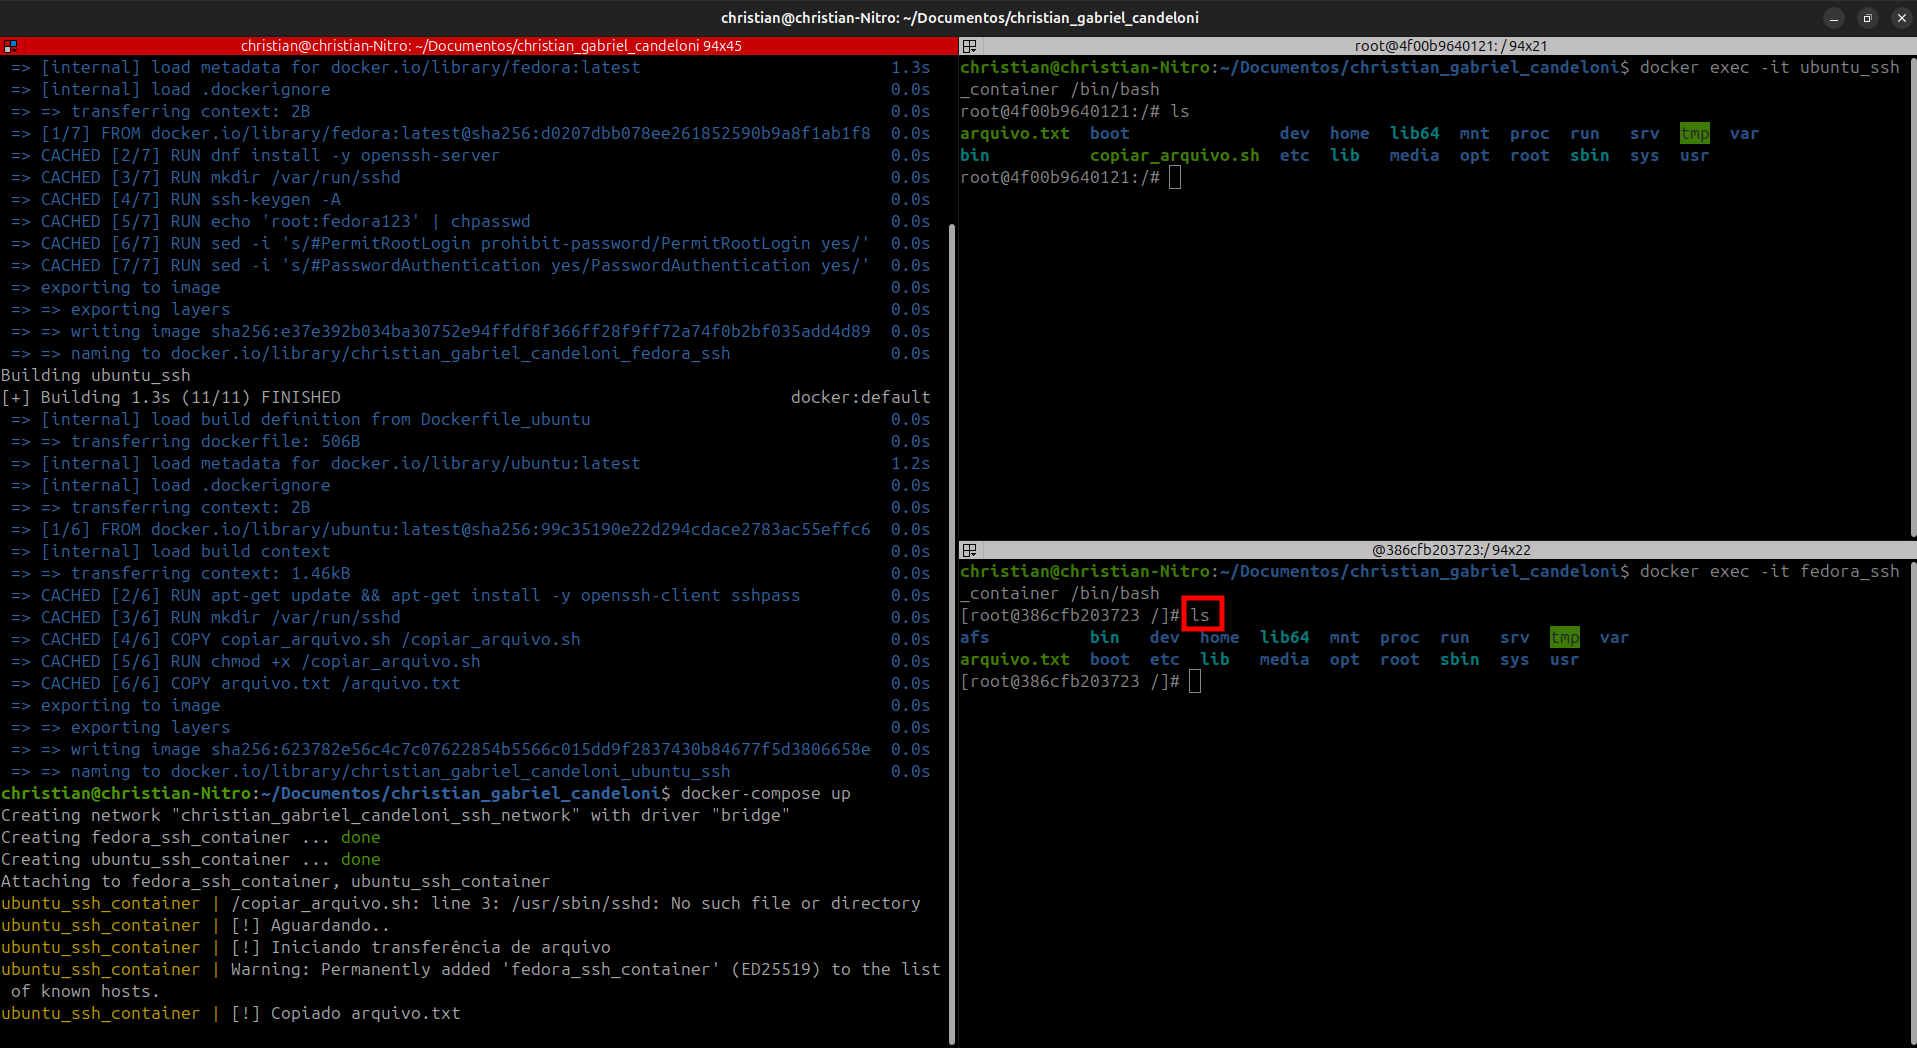 christian@christian-Nitro: ~/Documentos/christian_gabriel_candeloni
christian@christian-Nitro: ~/Documentos/christian_gabriel_candeloni 94x45
=> [internal] load metadata for docker.io/library/fedora:latest 1.3s
=> [internal] load .dockerignore 0.0s
=> => transferring context: 2B 0.0s
=> [1/7] FROM docker.io/library/fedora:latest@sha256:d0207dbb078ee261852590b9a8f1ab1f8 0.0s
=> CACHED [2/7] RUN dnf install -y openssh-server 0.0s
=> CACHED [3/7] RUN mkdir /var/run/sshd 0.0s
=> CACHED [4/7] RUN ssh-keygen -A 0.0s
=> CACHED [5/7] RUN echo 'root:fedora123' | chpasswd 0.0s
=> CACHED [6/7] RUN sed -i 's/#PermitRootLogin prohibit-password/PermitRootLogin yes/' 0.0s
=> CACHED [7/7] RUN sed -i 's/#PasswordAuthentication yes/PasswordAuthentication yes/' 0.0s
=> exporting to image 0.0s
=> => exporting layers 0.0s
=> => writing image sha256:e37e392b034ba30752e94ffdf8f366ff28f9ff72a74f0b2bf035add4d89 0.0s
=> => naming to docker.io/library/christian_gabriel_candeloni_fedora_ssh 0.0s
Building ubuntu_ssh
[+] Building 1.3s (11/11) FINISHED docker:default
=> [internal] load build definition from Dockerfile_ubuntu 0.0s
=> => transferring dockerfile: 506B 0.0s
=> [internal] load metadata for docker.io/library/ubuntu:latest 1.2s
=> [internal] load .dockerignore 0.0s
=> => transferring context: 2B 0.0s
=> [1/6] FROM docker.io/library/ubuntu:latest@sha256:99c35190e22d294cdace2783ac55effc6 0.0s
=> [internal] load build context 0.0s
=> => transferring context: 1.46kB 0.0s
=> CACHED [2/6] RUN apt-get update && apt-get install -y openssh-client sshpass 0.0s
=> CACHED [3/6] RUN mkdir /var/run/sshd 0.0s
=> CACHED [4/6] COPY copiar_arquivo.sh /copiar_arquivo.sh 0.0s
=> CACHED [5/6] RUN chmod +x /copiar_arquivo.sh 0.0s
=> CACHED [6/6] COPY arquivo.txt /arquivo.txt 0.0s
=> exporting to image 0.0s
=> => exporting layers 0.0s
=> => writing image sha256:623782e56c4c7c07622854b5566c015dd9f2837430b84677f5d3806658e 0.0s
=> => naming to docker.io/library/christian_gabriel_candeloni_ubuntu_ssh 0.0s
christian@christian-Nitro:~/Documentos/christian_gabriel_candeloni$ docker-compose up
Creating network "christian_gabriel_candeloni_ssh_network" with driver "bridge"
Creating fedora_ssh_container ... done
Creating ubuntu_ssh_container ... done
Attaching to fedora_ssh_container, ubuntu_ssh_container
ubuntu_ssh_container | /copiar_arquivo.sh: line 3: /usr/sbin/sshd: No such file or directory
ubuntu_ssh_container | [!] Aguardando..
ubuntu_ssh_container | [!] Iniciando transferência de arquivo
ubuntu_ssh_container | Warning: Permanently added 'fedora_ssh_container' (ED25519) to the list
of known hosts.
ubuntu_ssh_container | [!] Copiado arquivo.txt
root@4f00b9640121: / 94x21
christian@christian-Nitro:~/Documentos/christian_gabriel_candeloni$ docker exec -it ubuntu_ssh
_container /bin/bash
root@4f00b9640121:/# ls
arquivo.txt boot dev home lib64 mnt proc run srv tmp var
bin copiar_arquivo.sh etc lib media opt root sbin sys usr
root@4f00b9640121:/#
@386cfb203723:/ 94x22
christian@christian-Nitro:~/Documentos/christian_gabriel_candeloni$ docker exec -it fedora_ssh
_container /bin/bash
[root@386cfb203723 /]# ls
afs bin dev home lib64 mnt proc run srv tmp var
arquivo.txt boot etc lib media opt root sbin sys usr
[root@386cfb203723 /]#